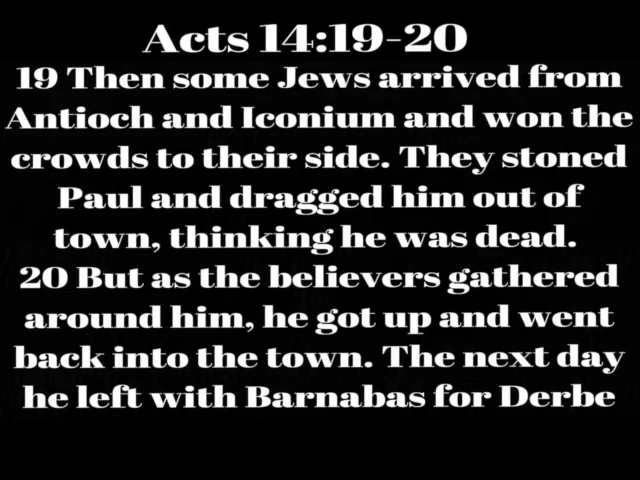 Acts 14:19-20
19 Then some Jews arrived from
Antioch and Iconium and won the
crowds to their side. They stoned
Paul and dragged him out of
town, thinking he was dead.
20 But as the believers gathered
around him, he got up and went
back into the town. The next day
he left with Barnabas for Derbe